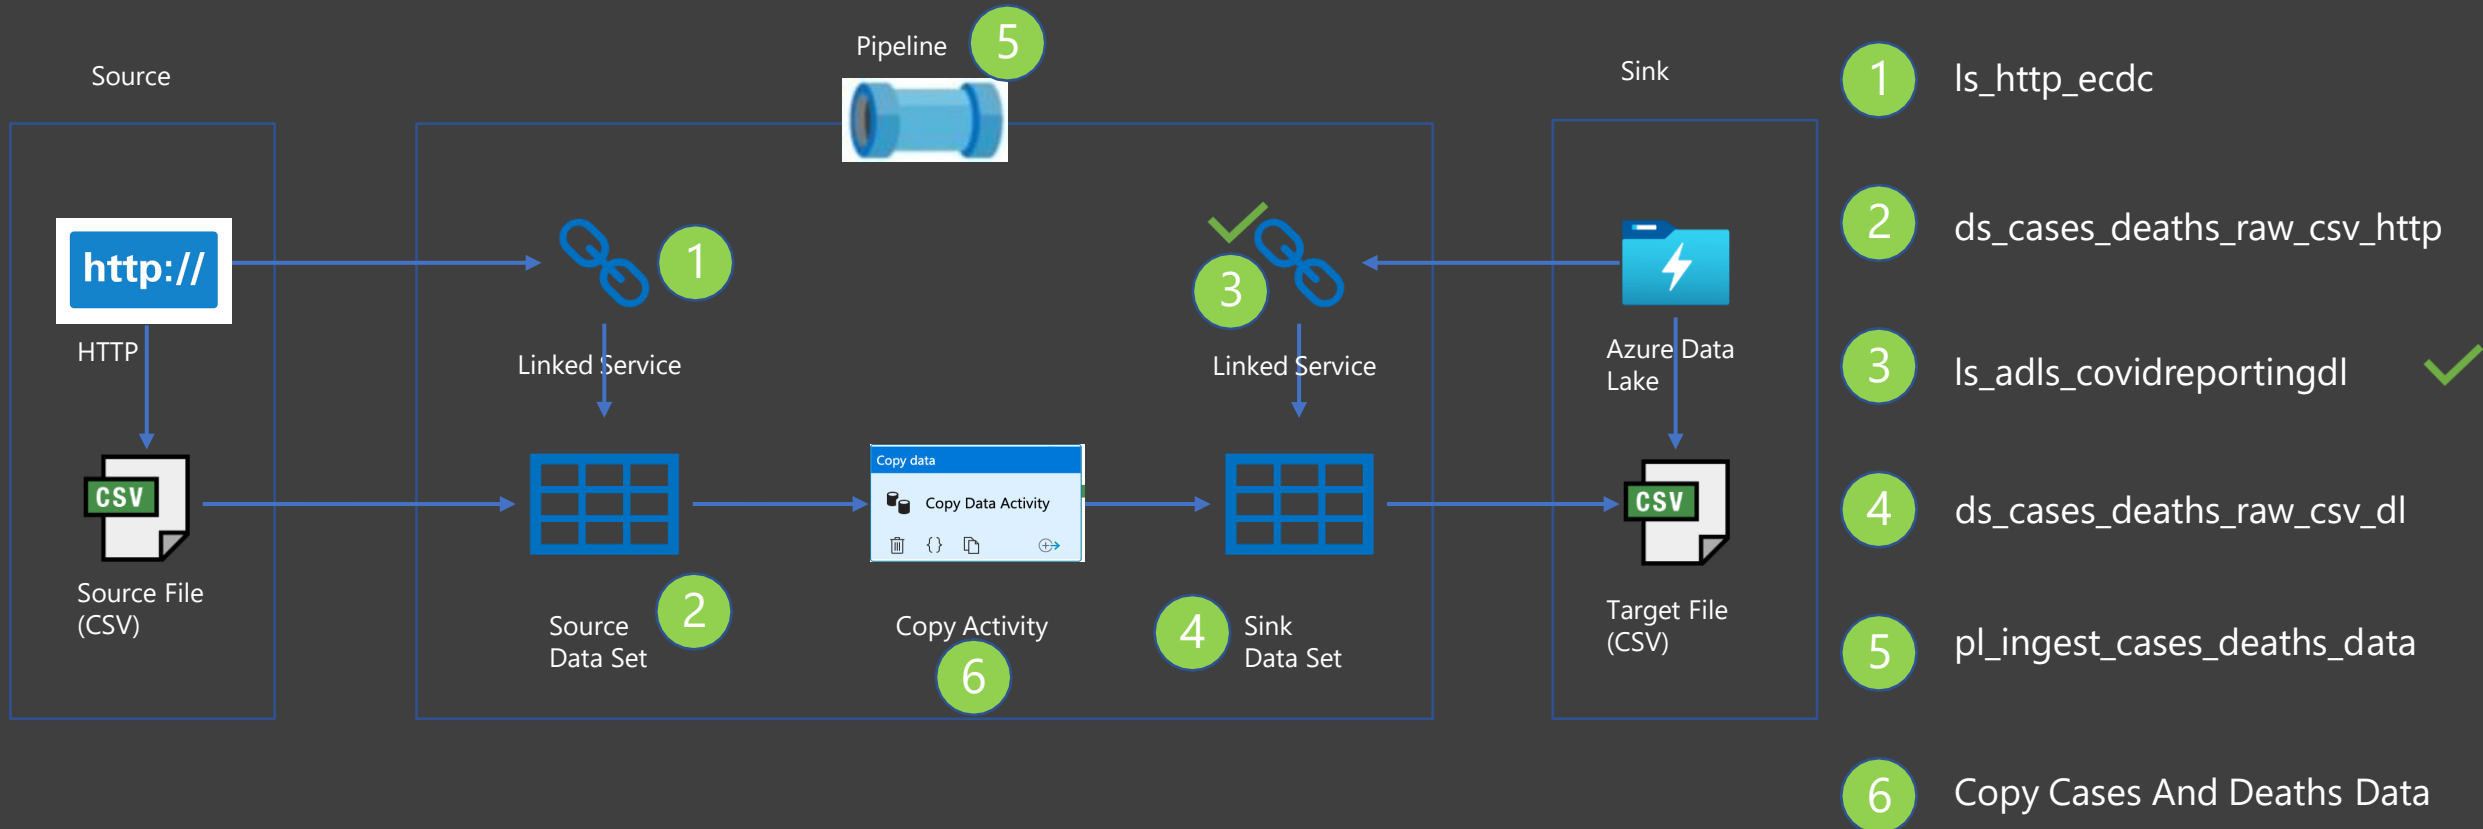 Source
http://
HTTP
CSV
Source File
(CSV)
Pipeline
5
1
Linked Service
Source
Data Set
2
Copy data
Copy Data Activity
{}
Copy Activity
6
3
Linked Service
4
Sink
Data Set
Sink
Azure Data
Lake
CSV
Target File
(CSV)
1 ls_http_ecdc
2 ds_cases_deaths_raw_csv_http
3 ls_adls_covidreportingdl
4 ds_cases_deaths_raw_csv_dl
5 pl_ingest_cases_deaths_data
6 Copy Cases And Deaths Data